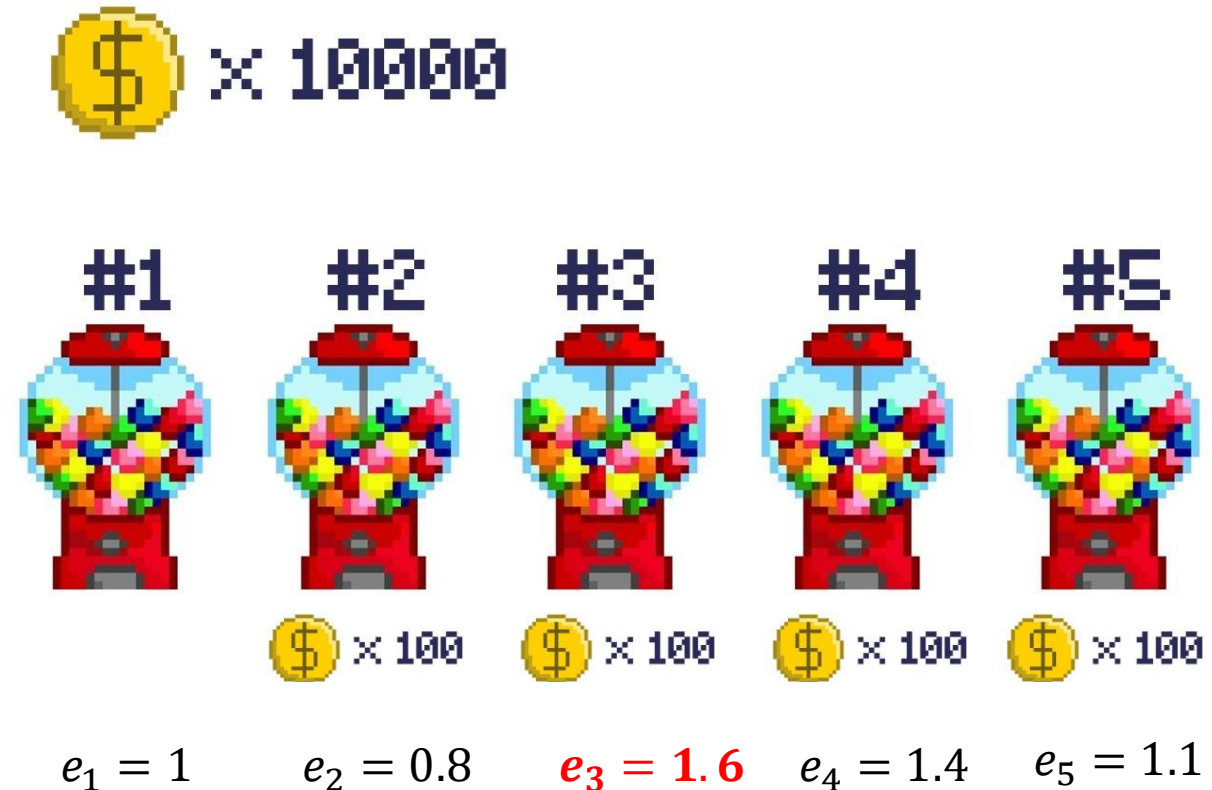 $ x 10000
#1 #2 #3 #4 #5
$ x 100 $ x 100 $ x 100 $ x 100
e₁ = 1 e₂ = 0.8 e₃ = 1.6 e₄ = 1.4 e₅ = 1.1